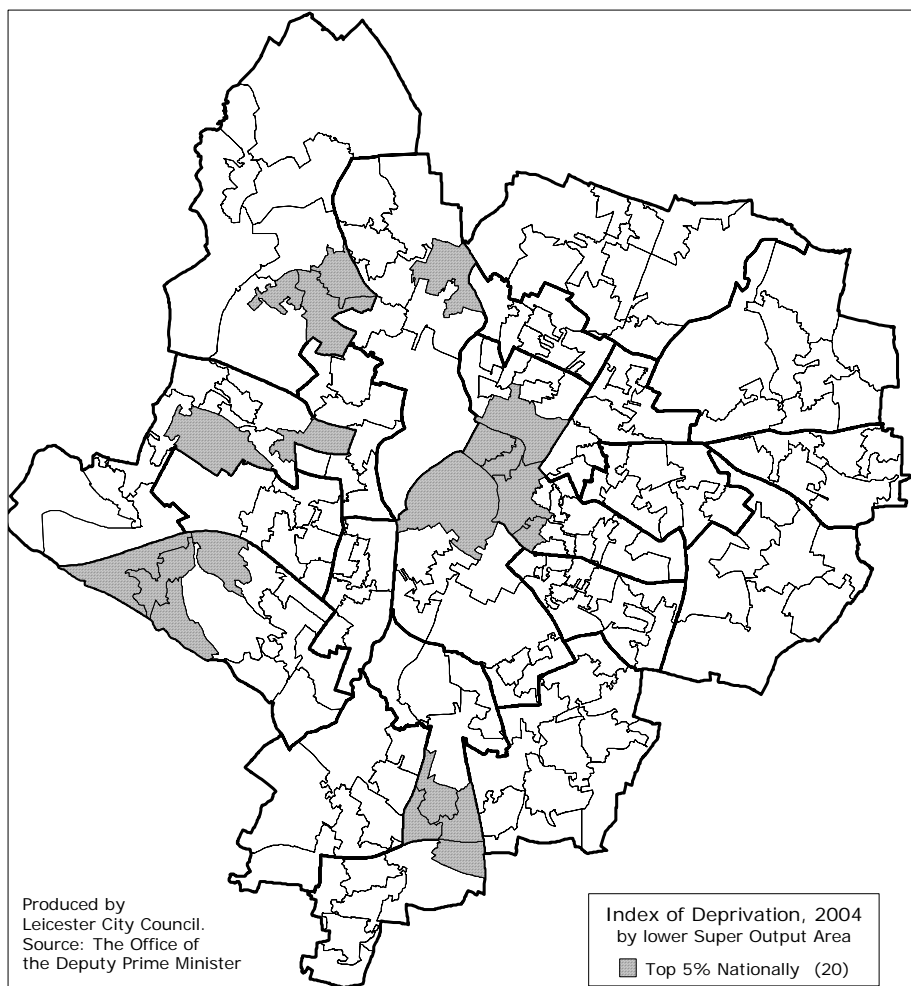 Produced by
Leicester City Council.
Source: The Office of
the Deputy Prime Minister
Index of Deprivation, 2004
by lower Super Output Area
Top 5% Nationally (20)